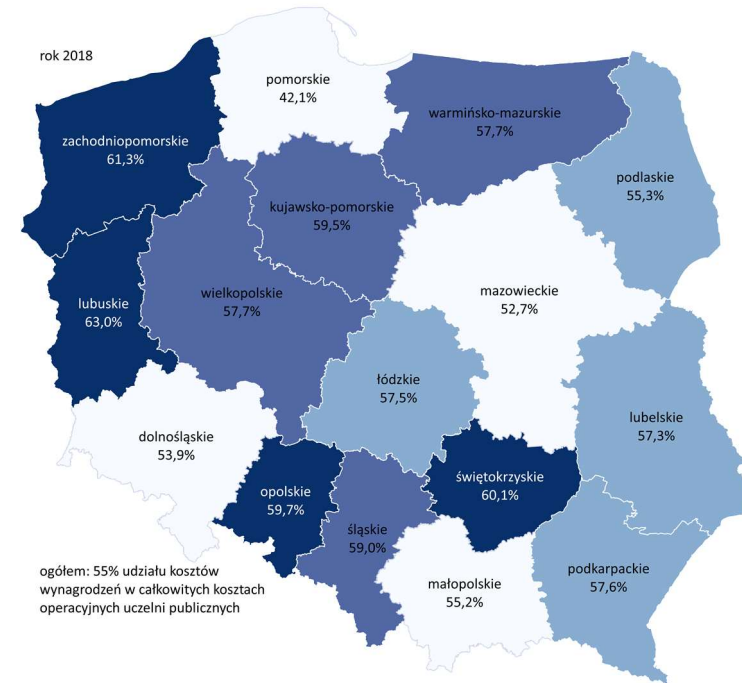 rok 2018
pomorskie
42,1%
warmińsko-mazurskie
57,7%
zachodniopomorskie
61,3%
podlaskie
55,3%
kujawsko-pomorskie
59,5%
mazowieckie
52,7%
wielkopolskie
57,7%
lubuskie
63,0%
łódzkie
57,5%
lubelskie
57,3%
dolnośląskie
53,9%
świętokrzyskie
60,1%
opolskie
59,7%
śląskie
59,0%
podkarpackie
57,6%
małopolskie
55,2%
ogółem: 55% udziału kosztów
wynagrodzeń w całkowitych kosztach
operacyjnych uczelni publicznych